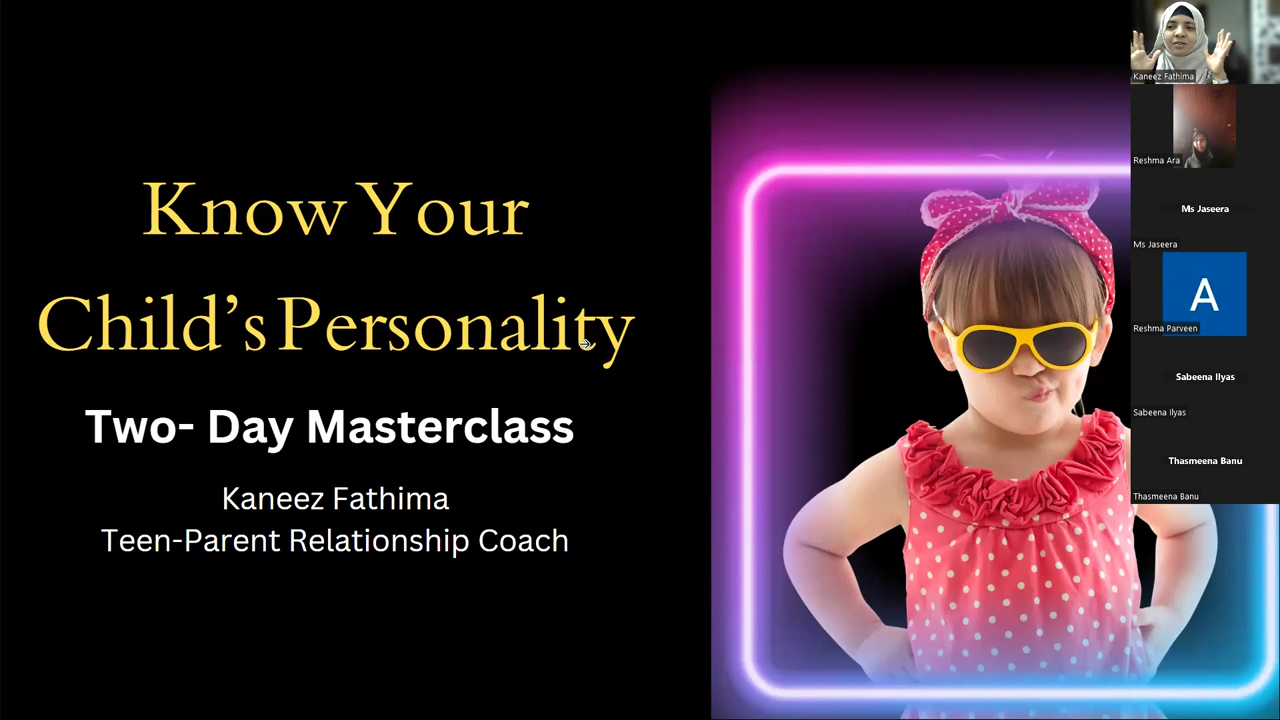 Know Your
Child's Personality
Two- Day Masterclass
Kaneez Fathima
Teen-Parent Relationship Coach
Kaneez Fathima
Reshma Ara
Ms Jaseera
Ms Jaseera
A
Reshma Parveen
Sabeena Ilyas
Sabeena Ilyas
Thasmeena Banu
Thasmeena Banu